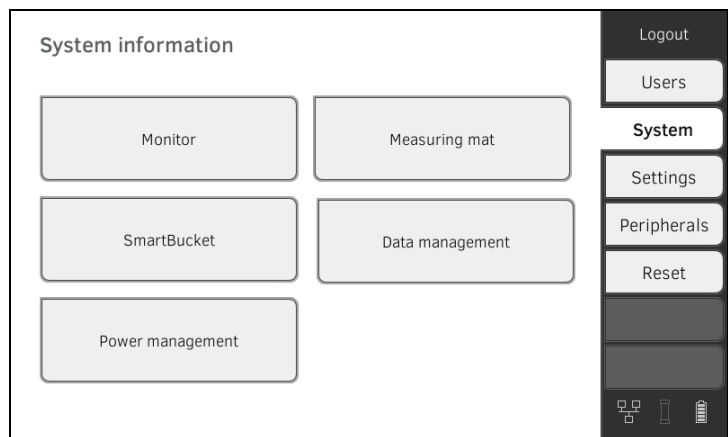 System information
Logout
Users
System
Settings
Peripherals
Reset
Monitor
Measuring mat
SmartBucket
Data management
Power management